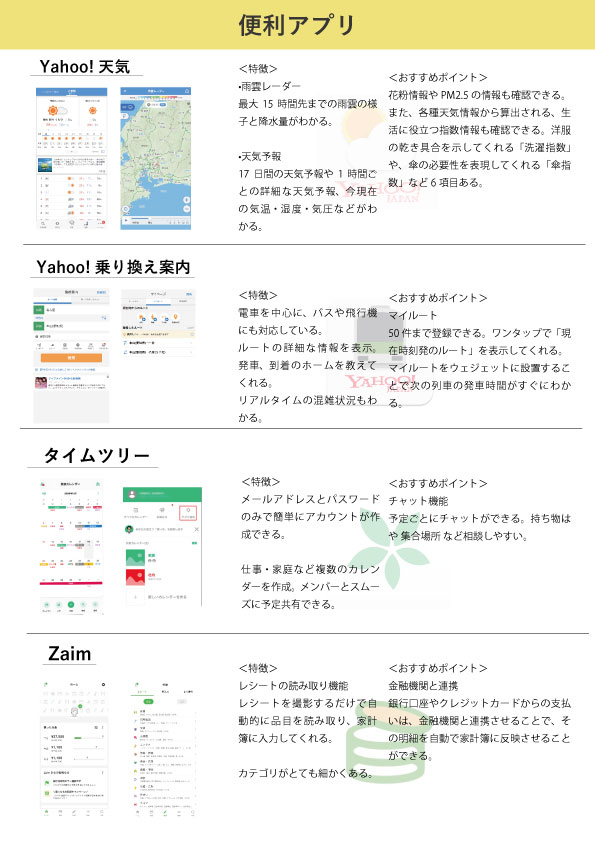 便利アプリ
Yahoo! 天気
＜特徴＞
•雨雲レーダー
最大 15 時間先までの雨雲の様
子と降水量がわかる。
•天気予報
17 日間の天気予報や 1 時間ご
との詳細な天気予報、今現在
の気温・湿度・気圧などがわ
かる。
＜おすすめポイント＞
花粉情報や PM2.5 の情報も確認できる。
また、各種天気情報から算出される、生
活に役立つ指数情報も確認できる。洋服
の乾き具合を示してくれる「洗濯指数」
や、傘の必要性を表現してくれる「傘指
数」など 6 項目ある。
YAHOO!
JAPAN
Yahoo! 乗り換え案内
＜特徴＞
電車を中心に、バスや飛行機
にも対応している。
ルートの詳細な情報を表示。
発車、到着のホームを教えて
くれる。
リアルタイムの混雑状況もわ
かる。
＜おすすめポイント＞
マイルート
50 件まで登録できる。ワンタップで「現
在時刻発のルート」を表示してくれる。
マイルートをウェジェットに設置するこ
とで次の列車の発車時間がすぐにわか
る。
YAHOO!
タイムツリー
＜特徴＞
メールアドレスとパスワード
のみで簡単にアカウントが作
成できる。
仕事・家庭など複数のカレン
ダーを作成。メンバーとスムー
ズに予定共有できる。
＜おすすめポイント＞
チャット機能
予定ごとにチャットができる。持ち物は
や 集合場所 など相談しやすい。
Zaim
＜特徴＞
レシートの読み取り機能
レシートを撮影するだけで自
動的に品目を読み取り、家計
簿に入力してくれる。
カテゴリがとても細かくある。
＜おすすめポイント＞
金融機関と連携
銀行口座やクレジットカードからの支払
いは、金融機関と連携させることで、そ
の明細を自動で家計簿に反映させること
ができる。